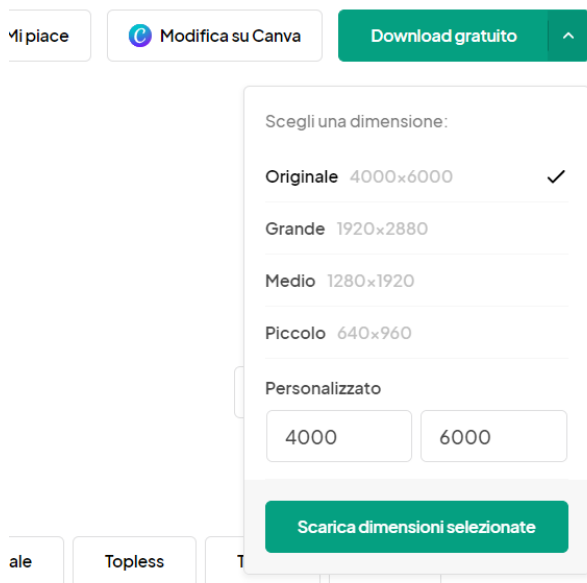 Mi piace
Modifica su Canva
Download gratuito
Scegli una dimensione:
Originale 4000×6000
Grande 1920×2880
Medio 1280×1920
Piccolo 640×960
Personalizzato
4000 6000
Scarica dimensioni selezionate
ale
Topless
T